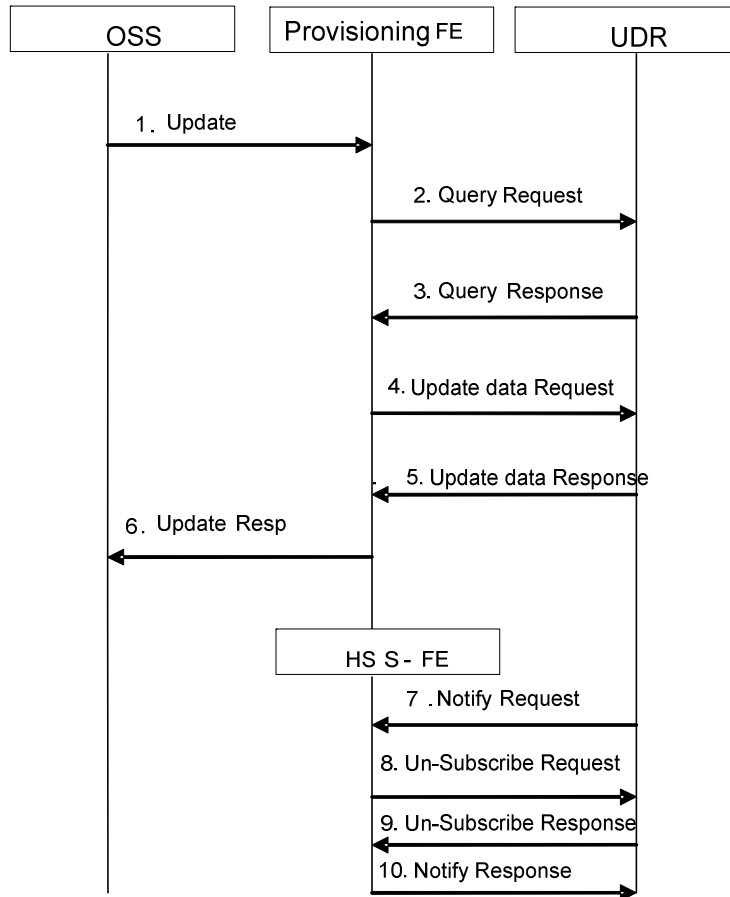 OSS
Provisioning FE
UDR
1. Update
2. Query Request
3. Query Response
4. Update data Request
5. Update data Response
6. Update Resp
HS S- FE
7 .Notify Request
8. Un-Subscribe Request
9. Un-Subscribe Response
10. Notify Response